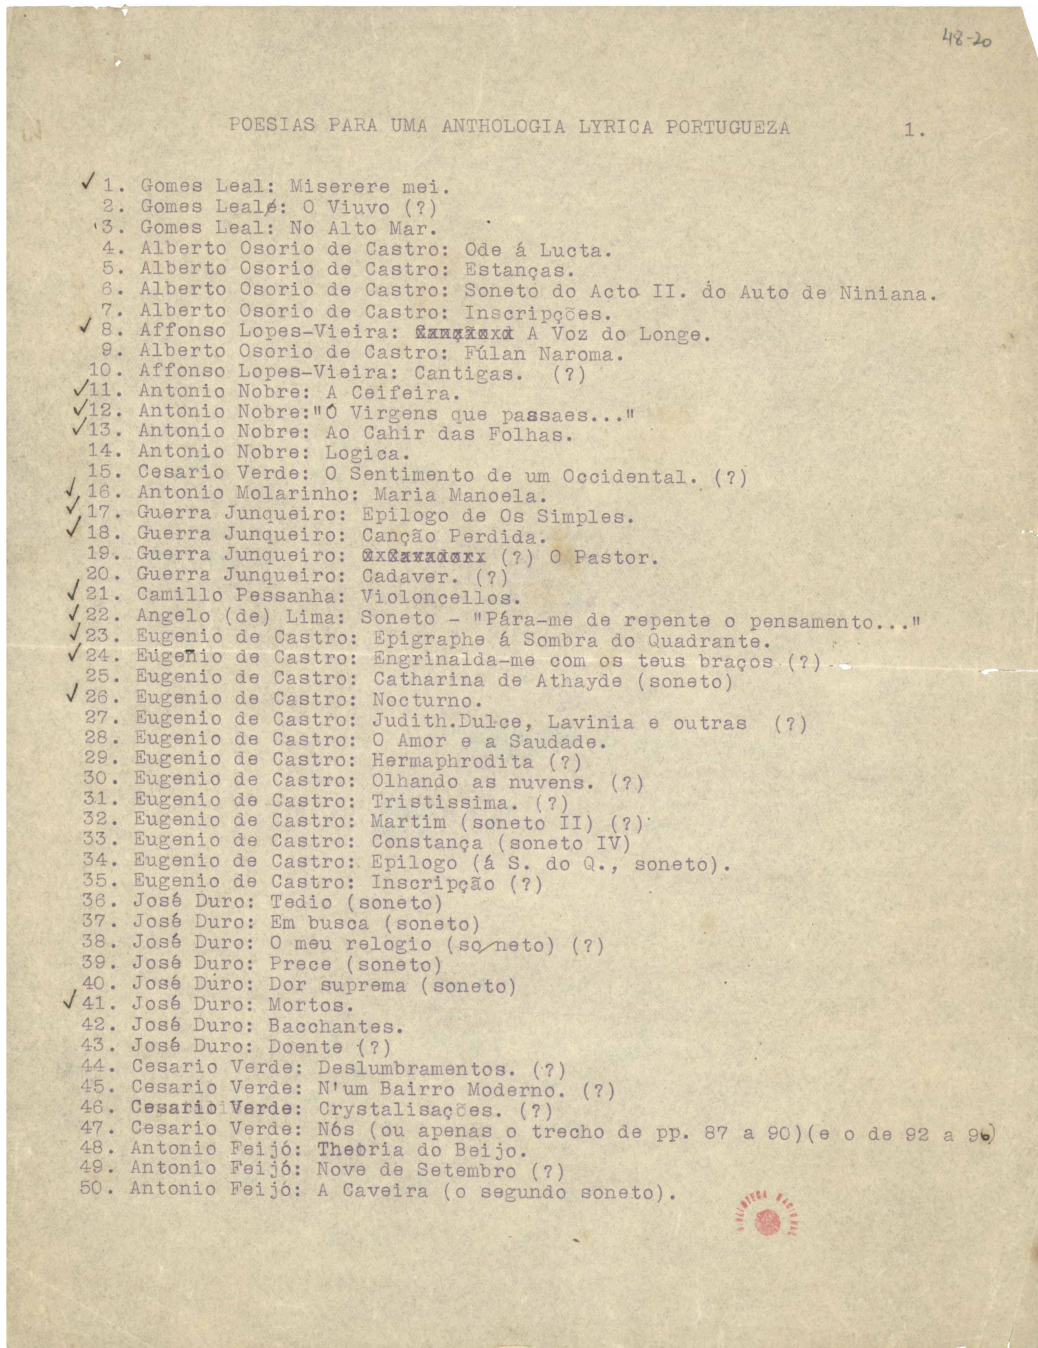 48-20
POESIAS PARA UMA ANTHOLOGIA LYRICA PORTUGUEZA 1.
✓ 1. Gomes Leal: Miserere mei.
2. Gomes Leal: O Viuvo (?)
3. Gomes Leal: No Alto Mar.
4. Alberto Osorio de Castro: Ode á Lucta.
5. Alberto Osorio de Castro: Estanças.
6. Alberto Osorio de Castro: Soneto do Acto II. do Auto de Niniana.
7. Alberto Osorio de Castro: Inscripções.
✓ 8. Affonso Lopes-Vieira: A Voz do Longe.
9. Alberto Osorio de Castro: Fúlan Naroma.
10. Affonso Lopes-Vieira: Cantigas. (?)
✓ 11. Antonio Nobre: A Ceifeira.
✓ 12. Antonio Nobre:"Ó Virgens que passaes..."
✓ 13. Antonio Nobre: Ao Cahir das Folhas.
14. Antonio Nobre: Logica.
15. Cesario Verde: O Sentimento de um Occidental. (?)
✓ 16. Antonio Molarinho: Maria Manoela.
✓ 17. Guerra Junqueiro: Epilogo de Os Simples.
✓ 18. Guerra Junqueiro: Canção Perdida.
19. Guerra Junqueiro: (?) O Pastor.
20. Guerra Junqueiro: Cadaver. (?)
✓ 21. Camillo Pessanha: Violoncellos.
✓ 22. Angelo (de) Lima: Soneto - "Pára-me de repente o pensamento..."
✓ 23. Eugenio de Castro: Epigraphe á Sombra do Quadrante.
✓ 24. Eugenio de Castro: Engrinalda-me com os teus braços (?)
25. Eugenio de Castro: Catharina de Athayde (soneto)
✓ 26. Eugenio de Castro: Nocturno.
27. Eugenio de Castro: Judith.Dulce, Lavinia e outras (?)
28. Eugenio de Castro: O Amor e a Saudade.
29. Eugenio de Castro: Hermaphrodita (?)
30. Eugenio de Castro: Olhando as nuvens. (?)
31. Eugenio de Castro: Tristissima. (?)
32. Eugenio de Castro: Martim (soneto II) (?)
33. Eugenio de Castro: Constança (soneto IV)
34. Eugenio de Castro: Epilogo (á S. do Q., soneto).
35. Eugenio de Castro: Inscripção (?)
36. José Duro: Tedio (soneto)
37. José Duro: Em busca (soneto)
38. José Duro: O meu relogio (soneto) (?)
39. José Duro: Prece (soneto)
40. José Duro: Dor suprema (soneto)
✓ 41. José Duro: Mortos.
42. José Duro: Bacchantes.
43. José Duro: Doente (?)
44. Cesario Verde: Deslumbramentos. (?)
45. Cesario Verde: N'um Bairro Moderno. (?)
46. Cesario Verde: Crystalisações. (?)
47. Cesario Verde: Nós (ou apenas o trecho de pp. 87 a 90)(e o de 92 a 96)
48. Antonio Feijó: Theoria do Beijo.
49. Antonio Feijó: Nove de Setembro (?)
50. Antonio Feijó: A Caveira (o segundo soneto).
BIBLIOTECA NACIONAL